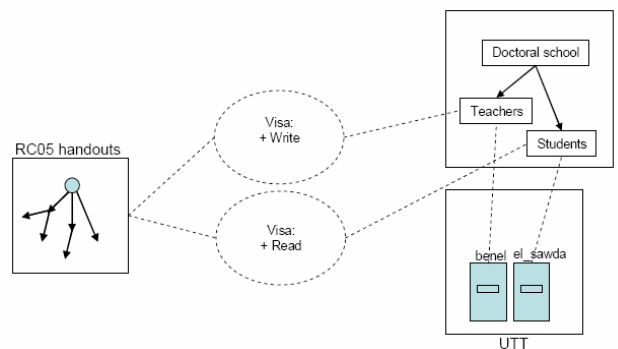 Doctoral school
Teachers
Students
Visa:
+ Write
RC05 handouts
Visa:
+ Read
benel
el_sawda
UTT